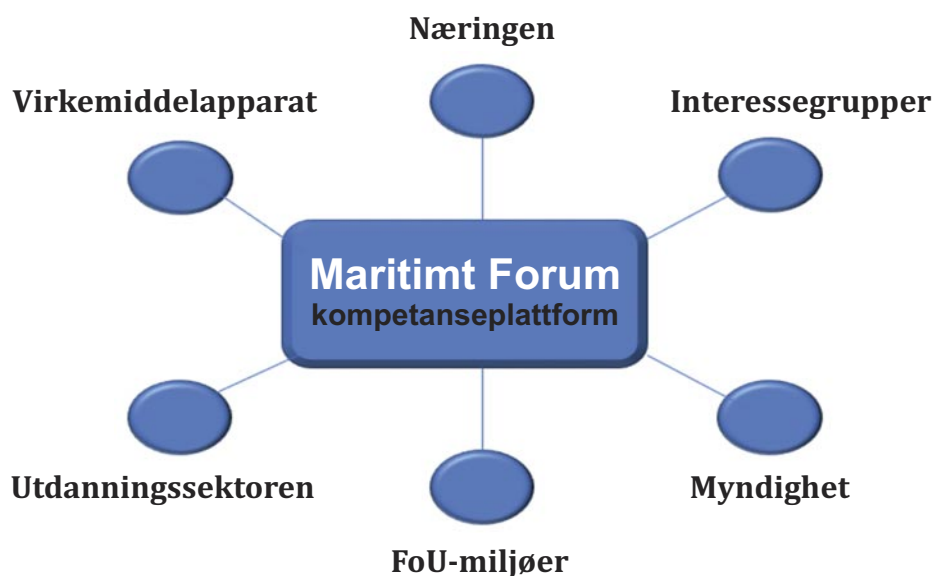 Næringen
Virkemiddelapparat
Interessegrupper
Maritimt Forum
kompetanseplattform
Utdanningssektoren
Myndighet
FoU-miljøer